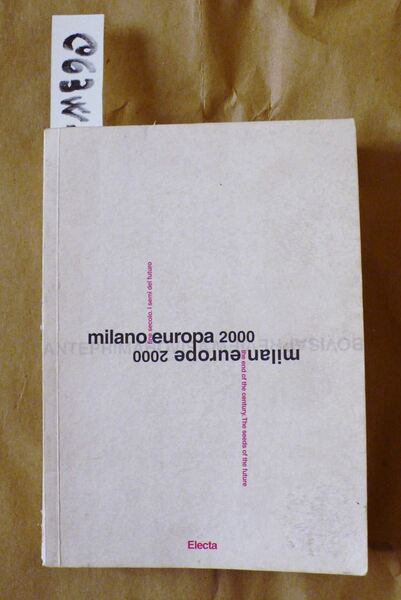 fine secolo. I semi del futuro
milano europa 2000
milan europe 2000
ANTEPRIMA
the end of the century. The seeds of the future
Electa